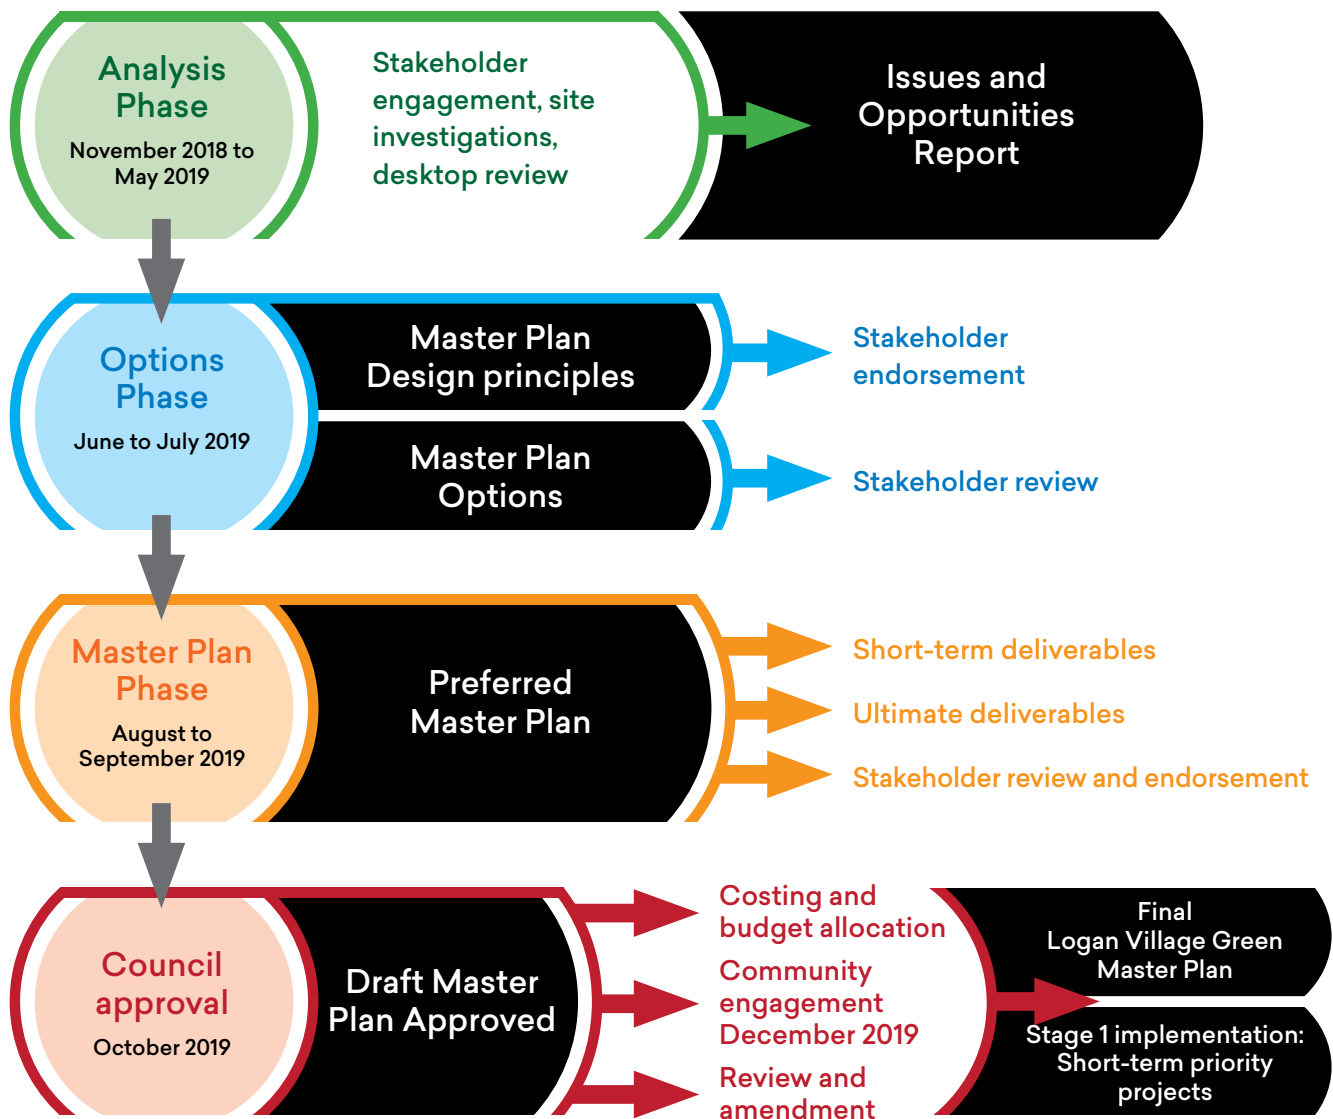 Analysis
Phase
November 2018 to
May 2019
Stakeholder
engagement, site
investigations,
desktop review
Issues and
Opportunities
Report
Options
Phase
June to July 2019
Master Plan
Design principles
Stakeholder
endorsement
Master Plan
Options
Stakeholder review
Master Plan
Phase
August to
September 2019
Preferred
Master Plan
Short-term deliverables
Ultimate deliverables
Stakeholder review and endorsement
Council
approval
October 2019
Draft Master
Plan Approved
Costing and
budget allocation
Community
engagement
December 2019
Review and
amendment
Final
Logan Village Green
Master Plan
Stage 1 implementation:
Short-term priority
projects